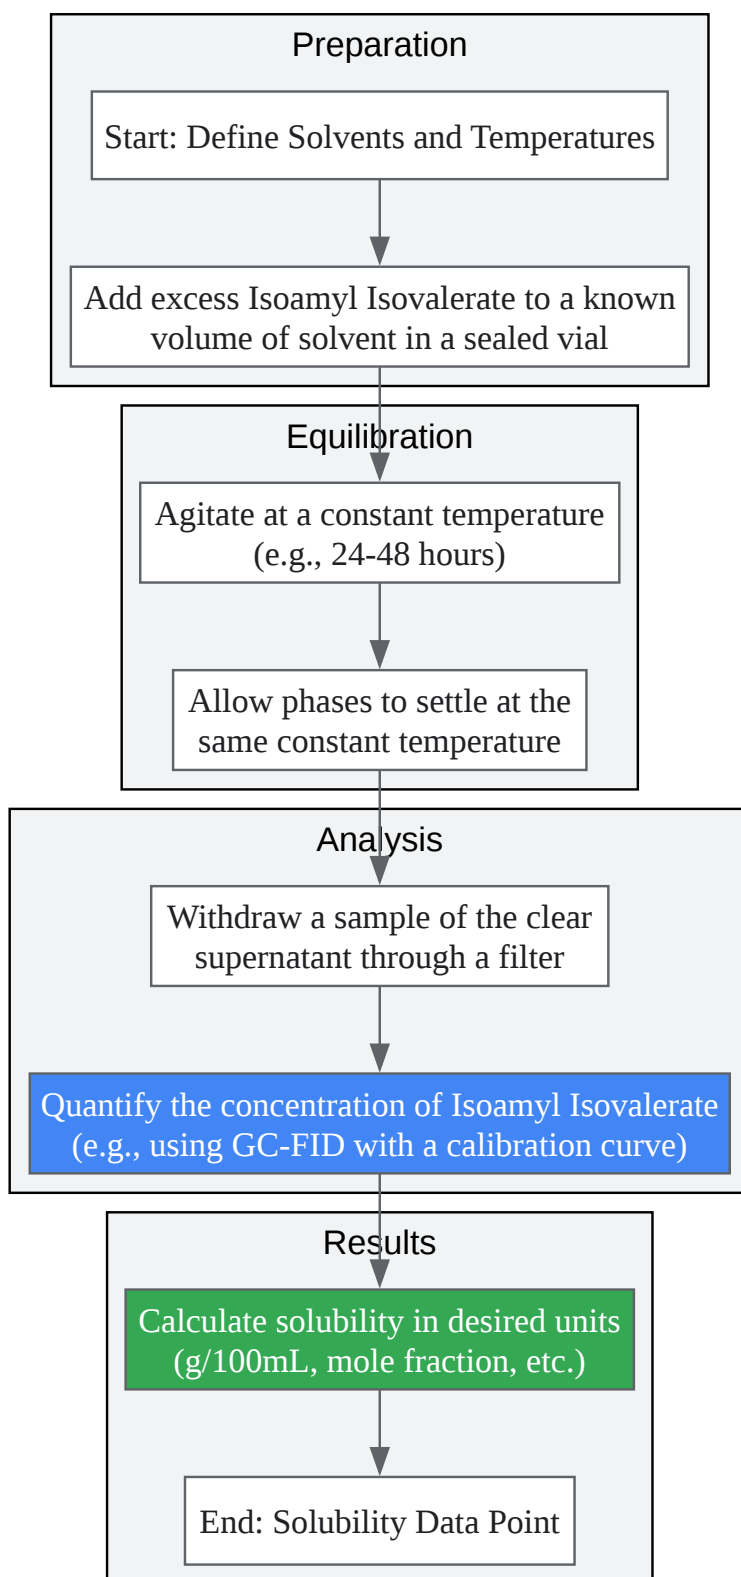 Preparation
Start: Define Solvents and Temperatures
Add excess Isoamyl Isovalerate to a known
volume of solvent in a sealed vial
Equilibration
Agitate at a constant temperature
(e.g., 24-48 hours)
Allow phases to settle at the
same constant temperature
Analysis
Withdraw a sample of the clear
supernatant through a filter
Quantify the concentration of Isoamyl Isovalerate
(e.g., using GC-FID with a calibration curve)
Results
Calculate solubility in desired units
(g/100mL, mole fraction, etc.)
End: Solubility Data Point